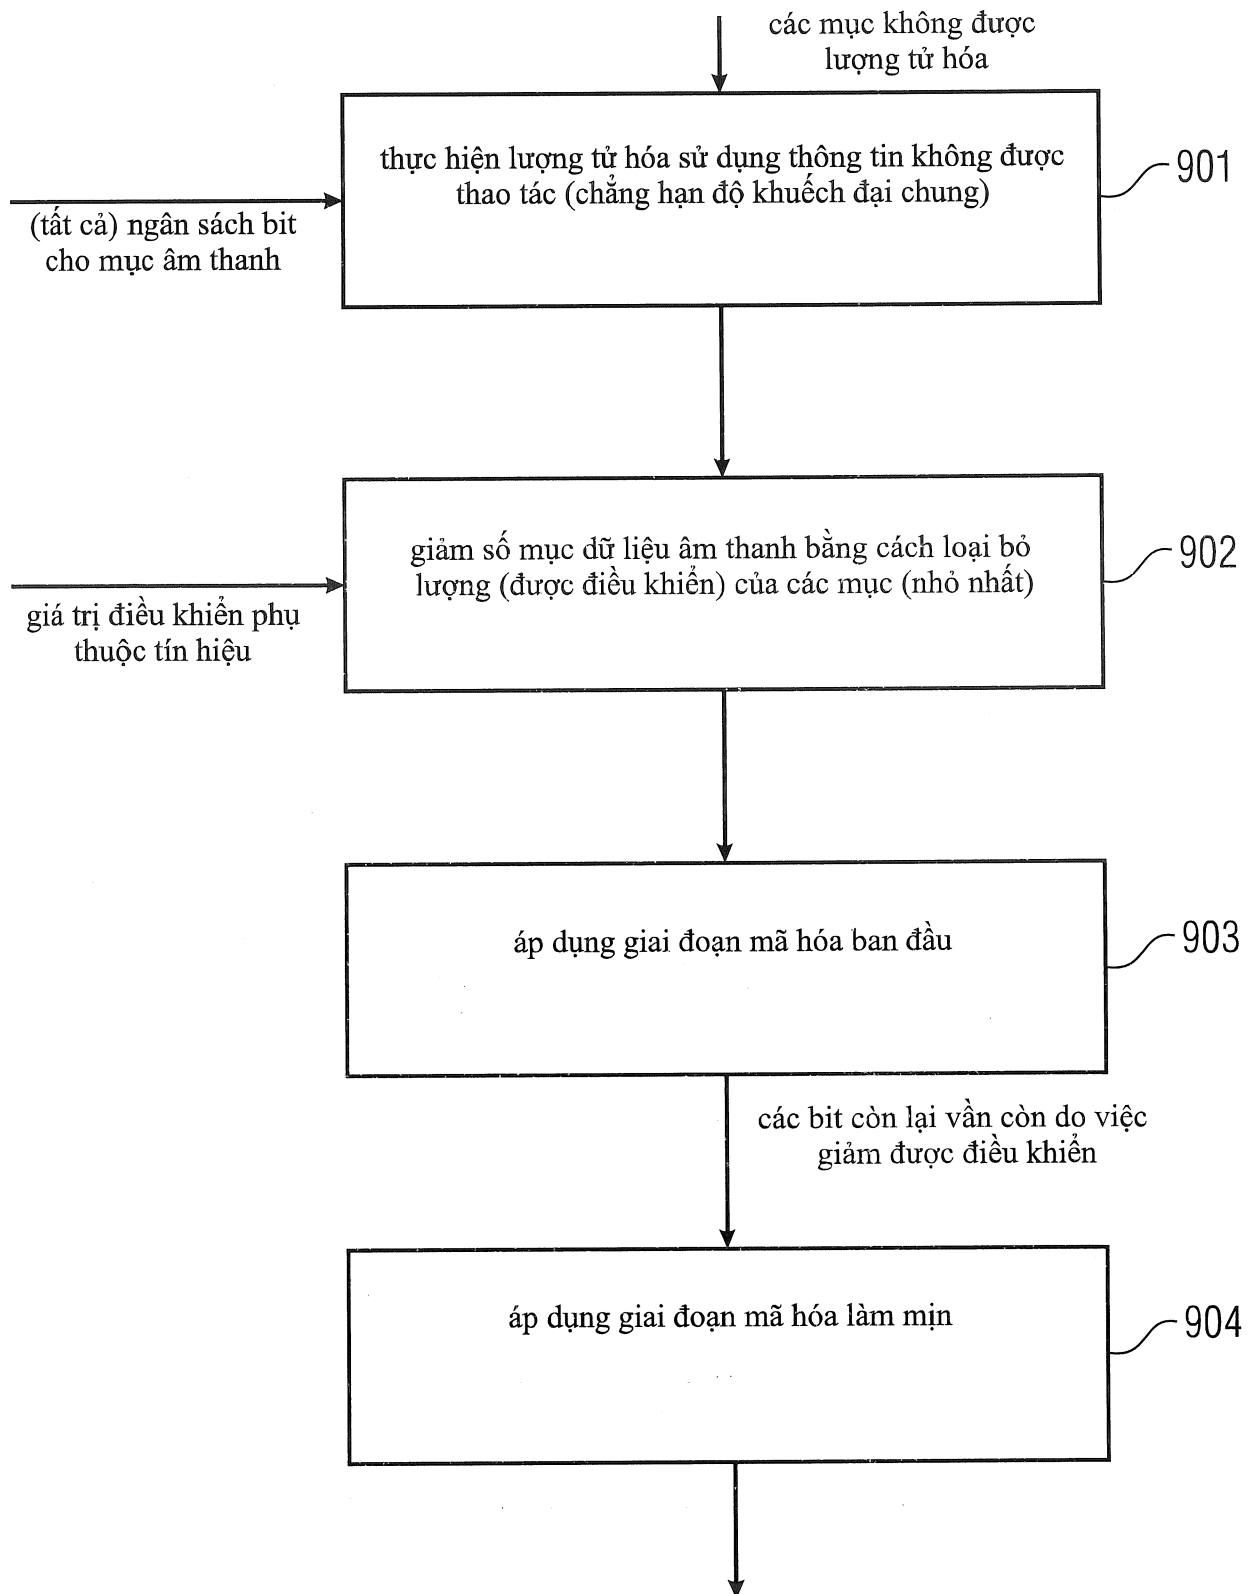 các mục không được
lượng tử hóa
thực hiện lượng tử hóa sử dụng thông tin không được
thao tác (chẳng hạn độ khuếch đại chung)
901
(tất cả) ngân sách bit
cho mục âm thanh
giảm số mục dữ liệu âm thanh bằng cách loại bỏ
lượng (được điều khiển) của các mục (nhỏ nhất)
902
giá trị điều khiển phụ
thuộc tín hiệu
áp dụng giai đoạn mã hóa ban đầu
903
các bit còn lại vần còn do việc
giảm được điều khiển
áp dụng giai đoạn mã hóa làm mịn
904